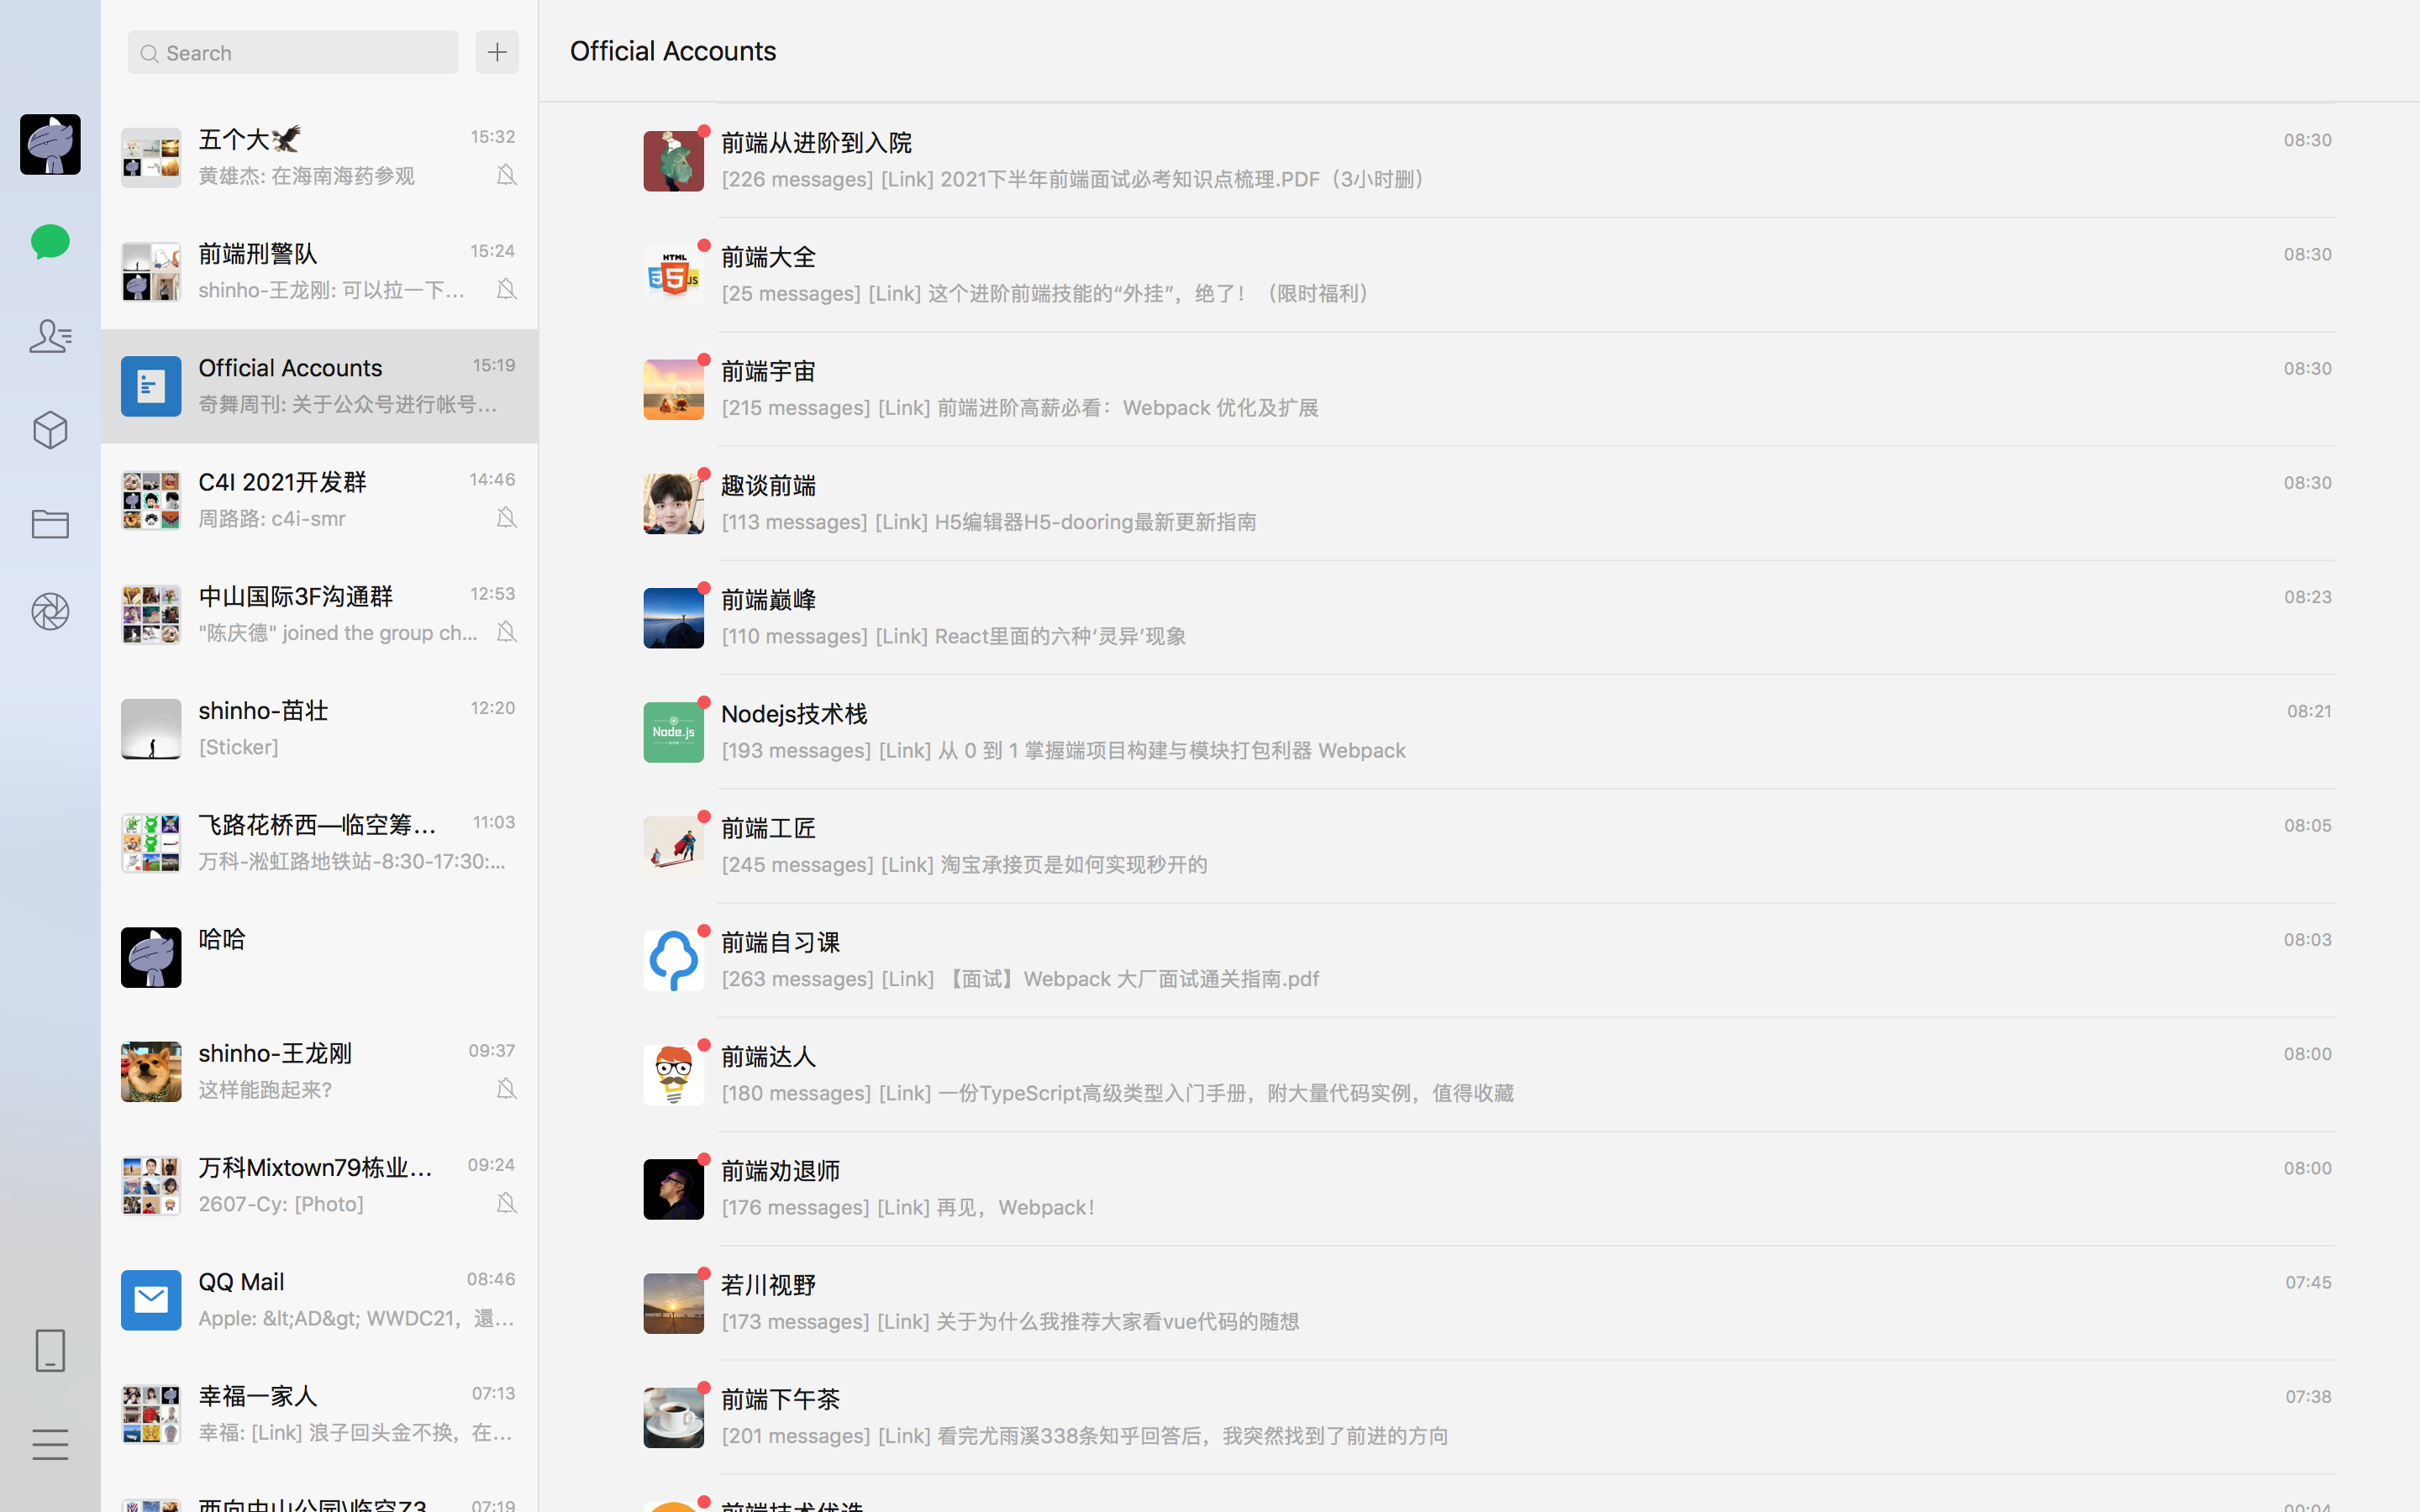 Search
五个大🦅
15:32
黄雄杰: 在海南海药参观
前端刑警队
15:24
shinho-王龙刚: 可以拉一下...
Official Accounts
15:19
奇舞周刊: 关于公众号进行帐号...
C4I 2021开发群
14:46
周路路: c4i-smr
中山国际3F沟通群
12:53
"陈庆德" joined the group ch...
shinho-苗壮
12:20
[Sticker]
飞路花桥西—临空筹...
11:03
万科-淞虹路地铁站-8:30-17:30:...
哈哈
shinho-王龙刚
09:37
这样能跑起来?
万科Mixtown79栋业...
09:24
2607-Cy: [Photo]
QQ Mail
08:46
Apple: &lt;AD&gt; WWDC21，還...
幸福一家人
07:13
幸福: [Link] 浪子回头金不换，在...
西向中山公园\临空Z3...
07:19
Official Accounts
前端从进阶到入院
08:30
[226 messages] [Link] 2021下半年前端面试必考知识点梳理.PDF（3小时删）
前端大全
08:30
[25 messages] [Link] 这个进阶前端技能的“外挂”，绝了！（限时福利）
HTML
5
JS
前端宇宙
08:30
[215 messages] [Link] 前端进阶高薪必看：Webpack 优化及扩展
趣谈前端
08:30
[113 messages] [Link] H5编辑器H5-dooring最新更新指南
前端巅峰
08:23
[110 messages] [Link] React里面的六种‘灵异’现象
Nodejs技术栈
08:21
[193 messages] [Link] 从 0 到 1 掌握端项目构建与模块打包利器 Webpack
Node.js
前端工匠
08:05
[245 messages] [Link] 淘宝承接页是如何实现秒开的
前端自习课
08:03
[263 messages] [Link] 【面试】Webpack 大厂面试通关指南.pdf
前端达人
08:00
[180 messages] [Link] 一份TypeScript高级类型入门手册，附大量代码实例，值得收藏
前端劝退师
08:00
[176 messages] [Link] 再见，Webpack！
若川视野
07:45
[173 messages] [Link] 关于为什么我推荐大家看vue代码的随想
前端下午茶
07:38
[201 messages] [Link] 看完尤雨溪338条知乎回答后，我突然找到了前进的方向
前端技术优选
00:04